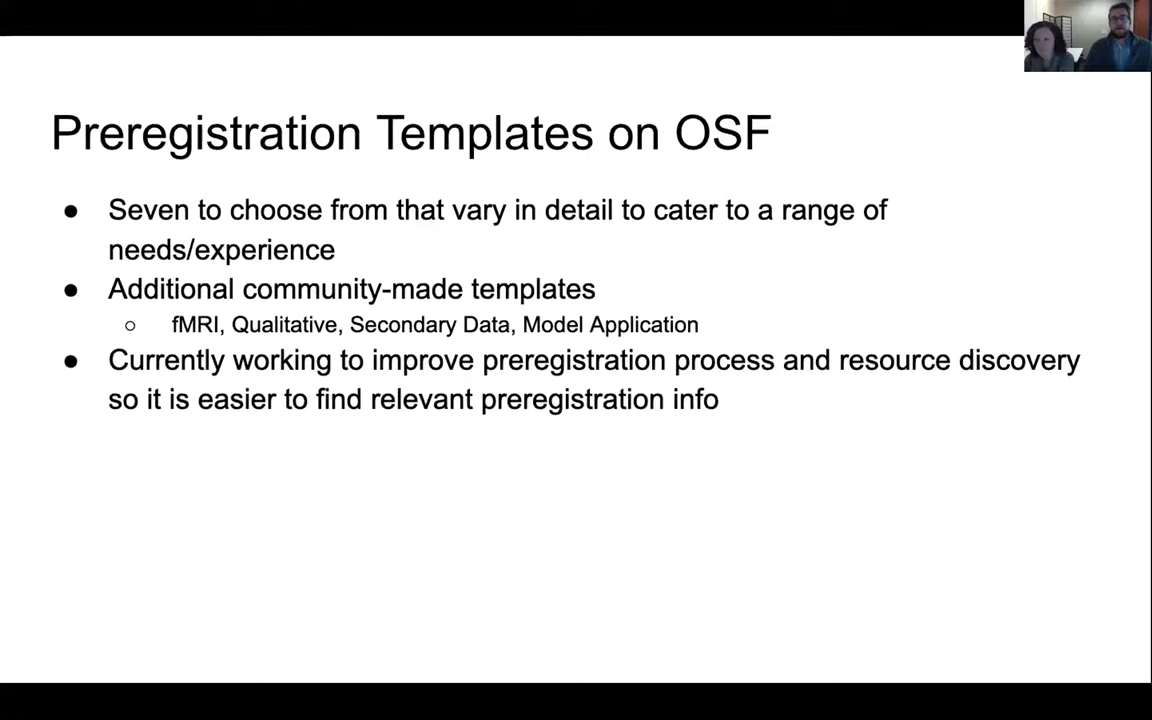 Preregistration Templates on OSF
● Seven to choose from that vary in detail to cater to a range of
needs/experience
● Additional community-made templates
○ fMRI, Qualitative, Secondary Data, Model Application
● Currently working to improve preregistration process and resource discovery
so it is easier to find relevant preregistration info